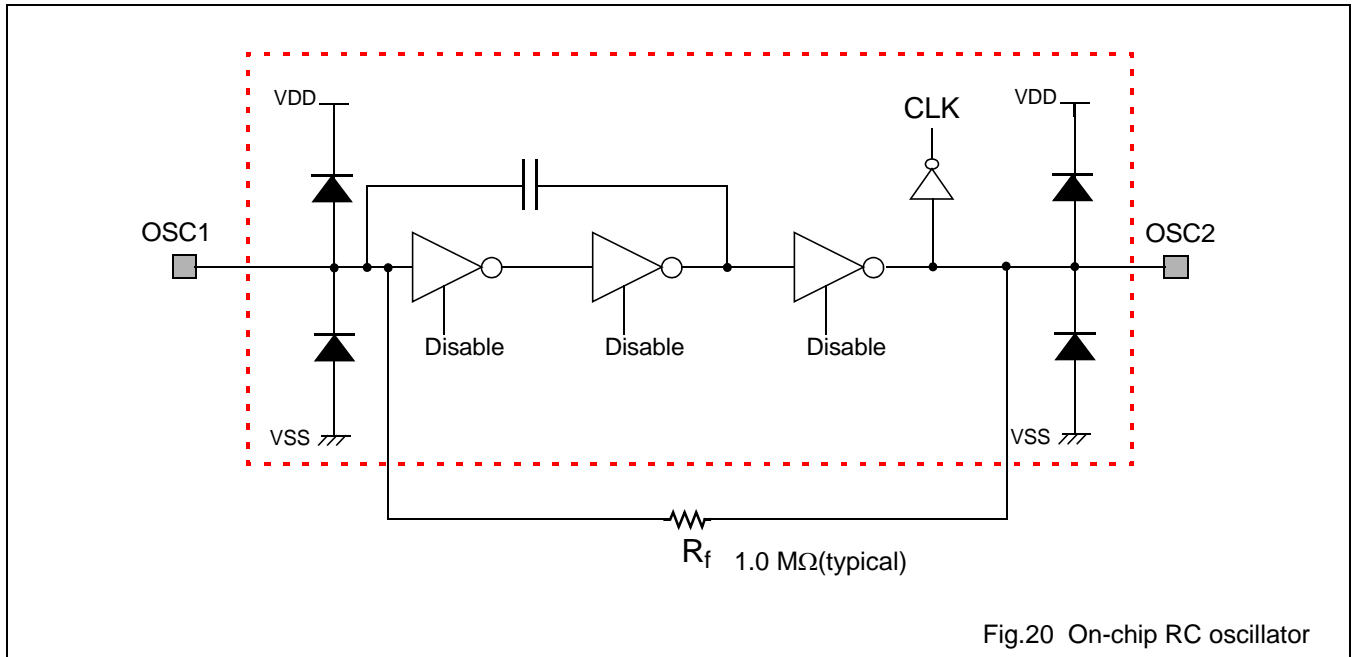 VDD
CLK
VDD
OSC1
OSC2
Disable
Disable
Disable
VSS
VSS
Rf 1.0 MΩ(typical)
Fig.20 On-chip RC oscillator